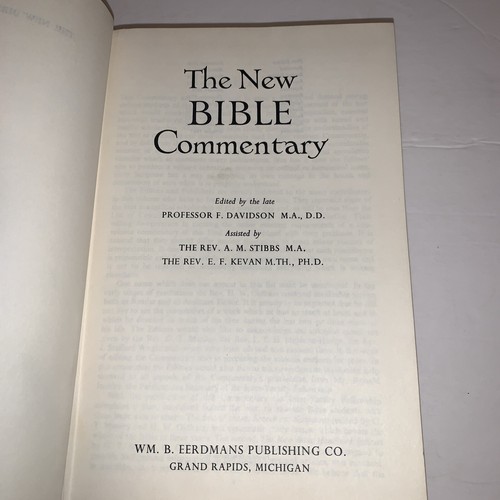 The New
BIBLE
Commentary
Edited by the late
PROFESSOR F. DAVIDSON M.A., D.D.
Assisted by
THE REV. A. M. STIBBS M.A.
THE REV. E. F. KEVAN M.TH., PH.D.
WM. B. EERDMANS PUBLISHING CO.
GRAND RAPIDS, MICHIGAN